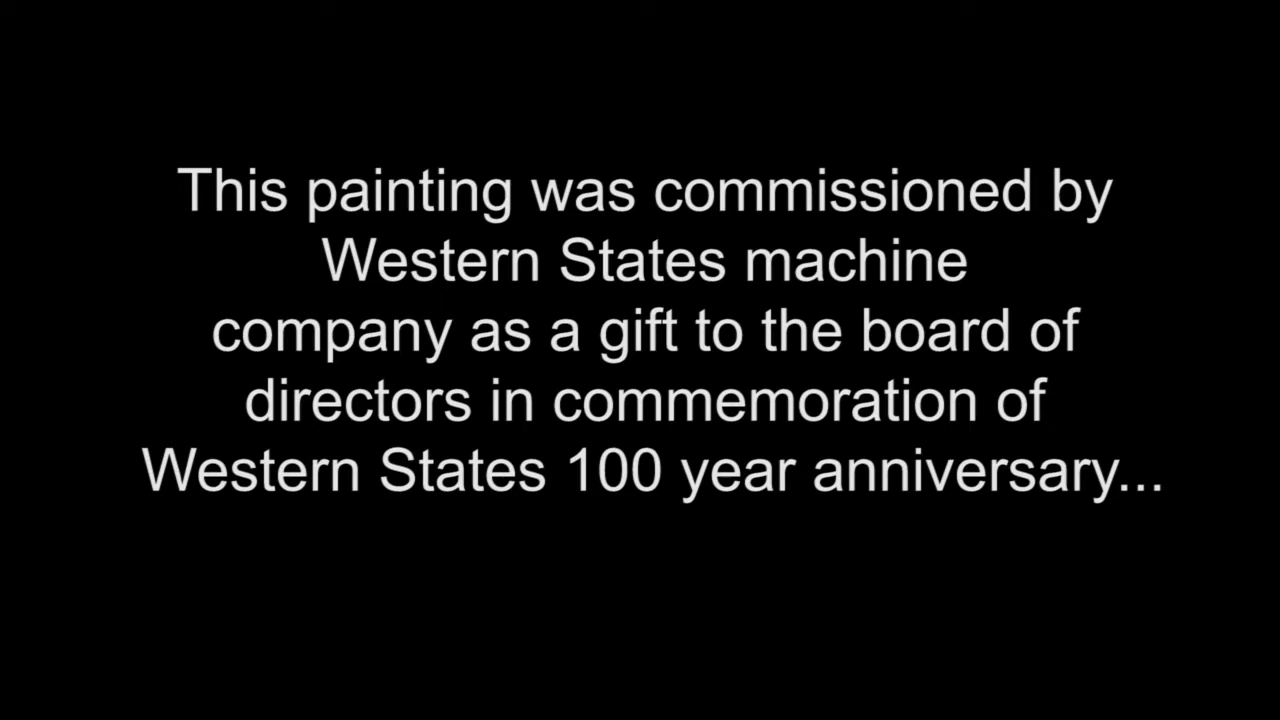 This painting was commissioned by
Western States machine
company as a gift to the board of
directors in commemoration of
Western States 100 year anniversary...